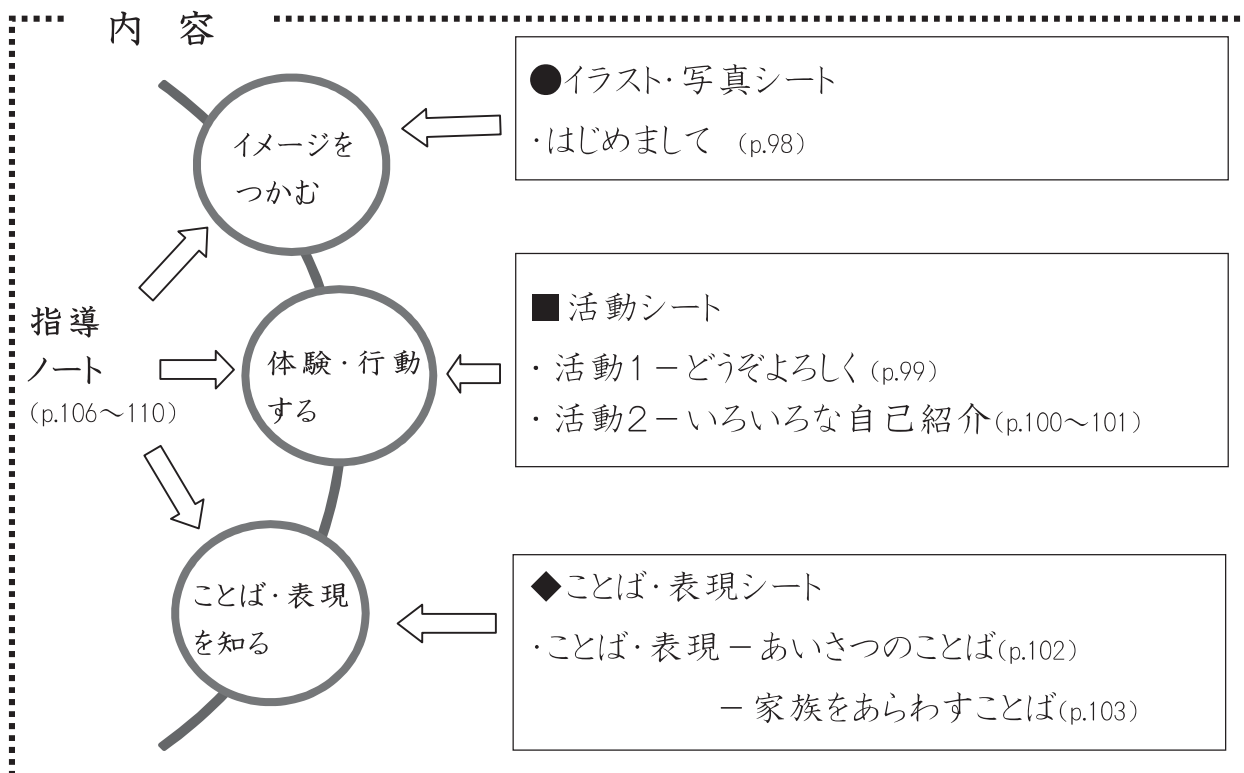 内 容
イメージを
つかむ
●イラスト・写真シート
・はじめまして (p.98)
指導
ノート
(p.106～110)
体験・行動
する
■活動シート
・活動1－どうぞよろしく(p.99)
・活動2－いろいろな自己紹介(p.100～101)
ことば・表現
を知る
◆ことば・表現シート
・ことば・表現－あいさつのことば(p.102)
－家族をあらわすことば(p.103)